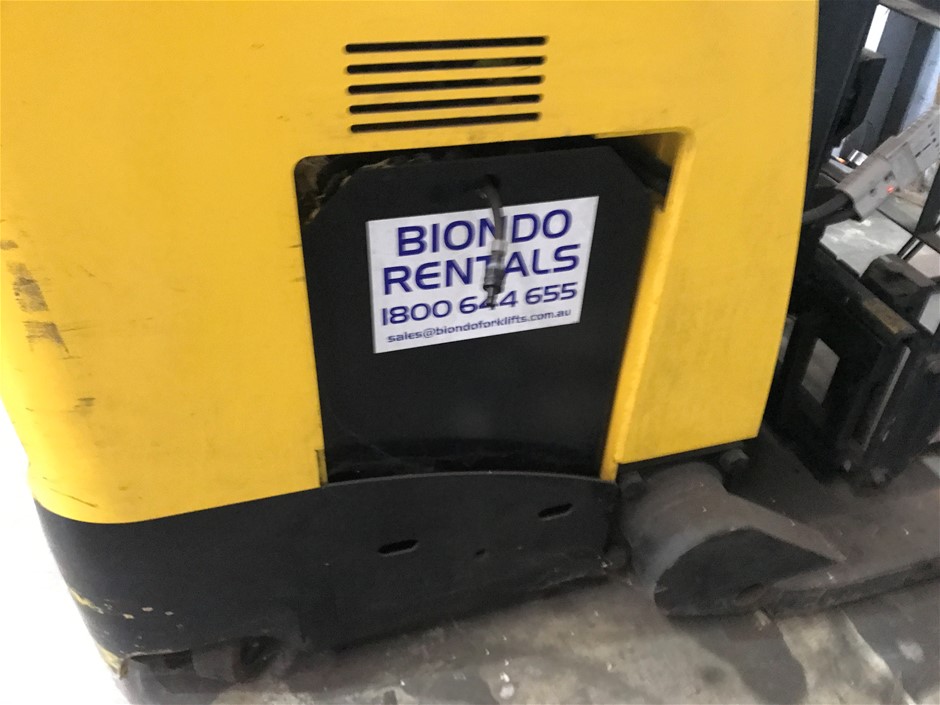 BIONDO
RENTALS
1800 644 655
sales@biondoforklifts.com.au